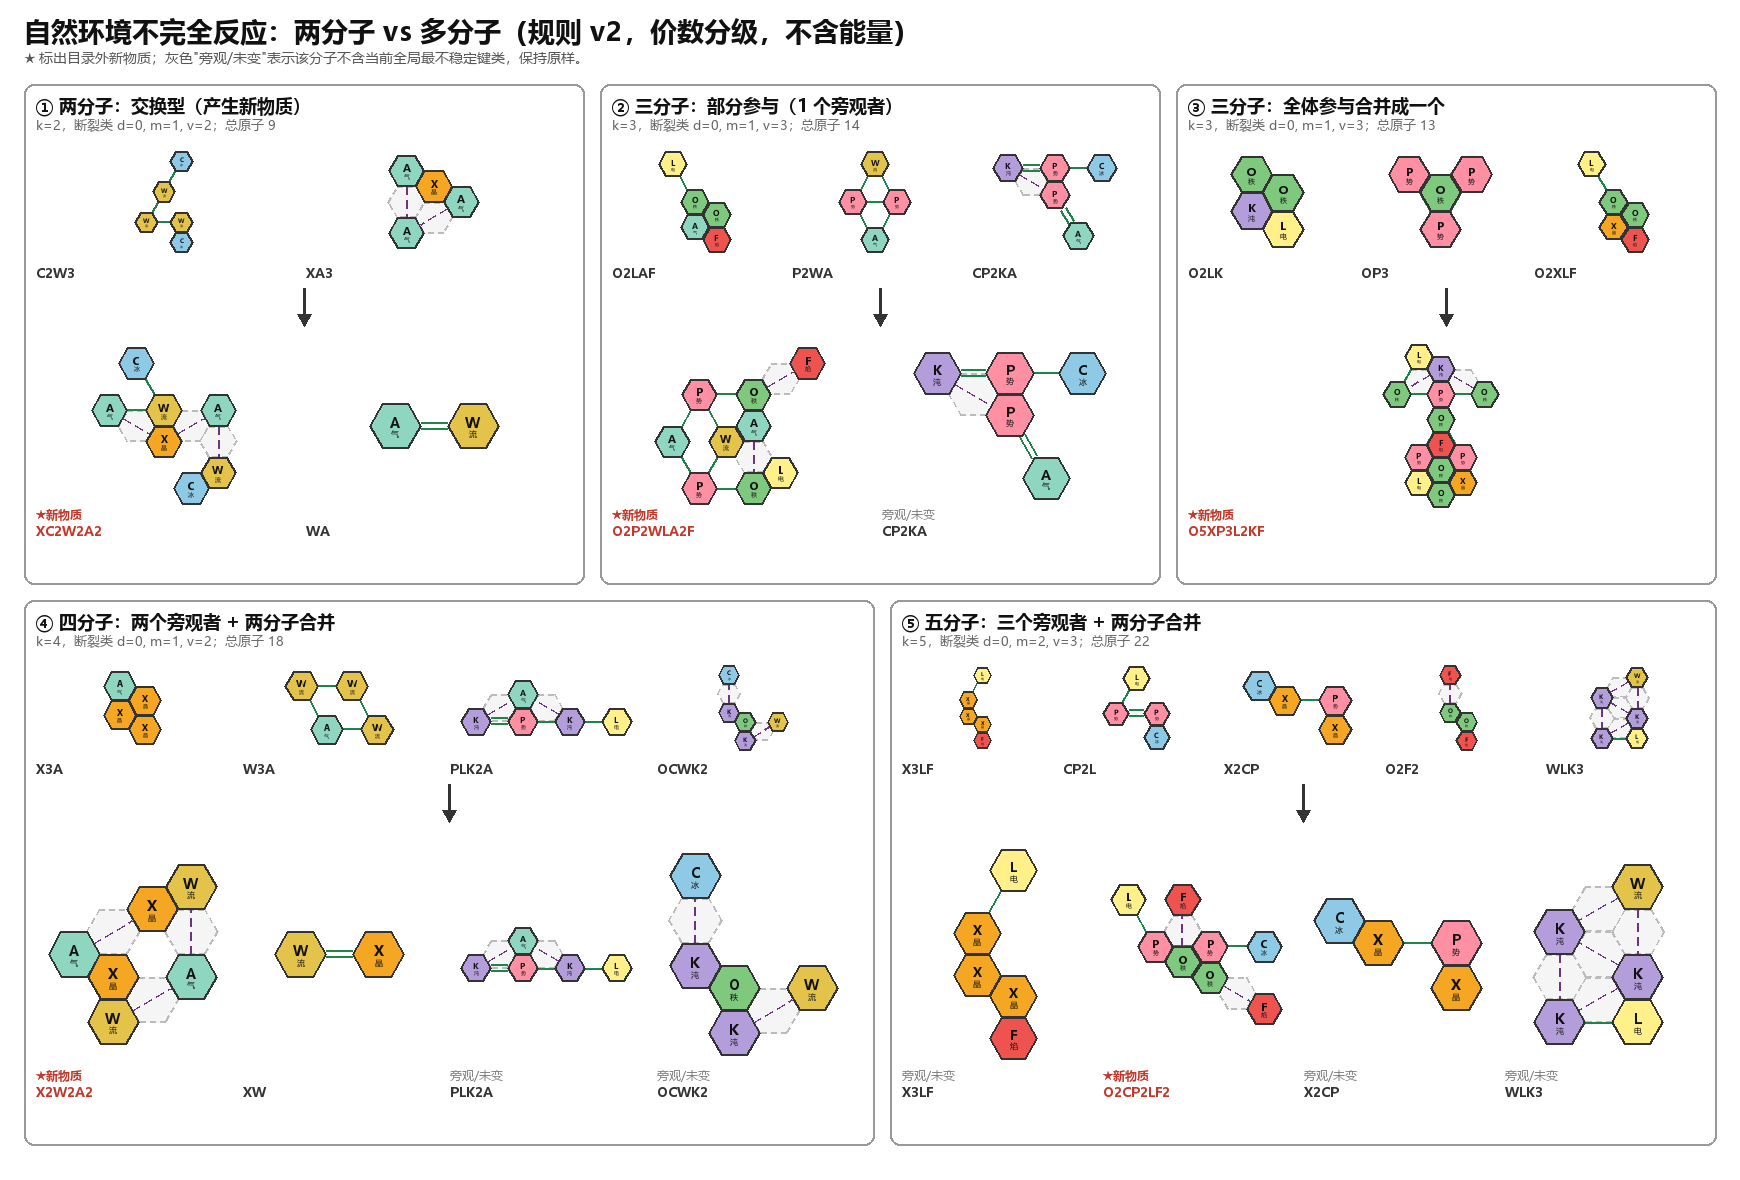 自然环境不完全反应：两分子 vs 多分子（规则 v2，价数分级，不含能量）
★ 标出目录外新物质；灰色"旁观/未变"表示该分子不含当前全局最不稳定键类，保持原样。
① 两分子：交换型（产生新物质）
k=2，断裂类 d=0, m=1, v=2；总原子 9
C2W3 XA3
★新物质
XC2W2A2 WA
② 三分子：部分参与（1 个旁观者）
k=3，断裂类 d=0, m=1, v=3；总原子 14
O2LAF P2WA CP2KA
★新物质 旁观/未变
O2P2WLA2F CP2KA
③ 三分子：全体参与合并成一个
k=3，断裂类 d=0, m=1, v=3；总原子 13
O2LK OP3 O2XLF
★新物质
O5XP3L2KF
④ 四分子：两个旁观者 + 两分子合并
k=4，断裂类 d=0, m=1, v=2；总原子 18
X3A W3A PLK2A OCWK2
★新物质 旁观/未变 旁观/未变
X2W2A2 XW PLK2A OCWK2
⑤ 五分子：三个旁观者 + 两分子合并
k=5，断裂类 d=0, m=2, v=3；总原子 22
X3LF CP2L X2CP O2F2 WLK3
旁观/未变 ★新物质 旁观/未变 旁观/未变
X3LF O2CP2LF2 X2CP WLK3